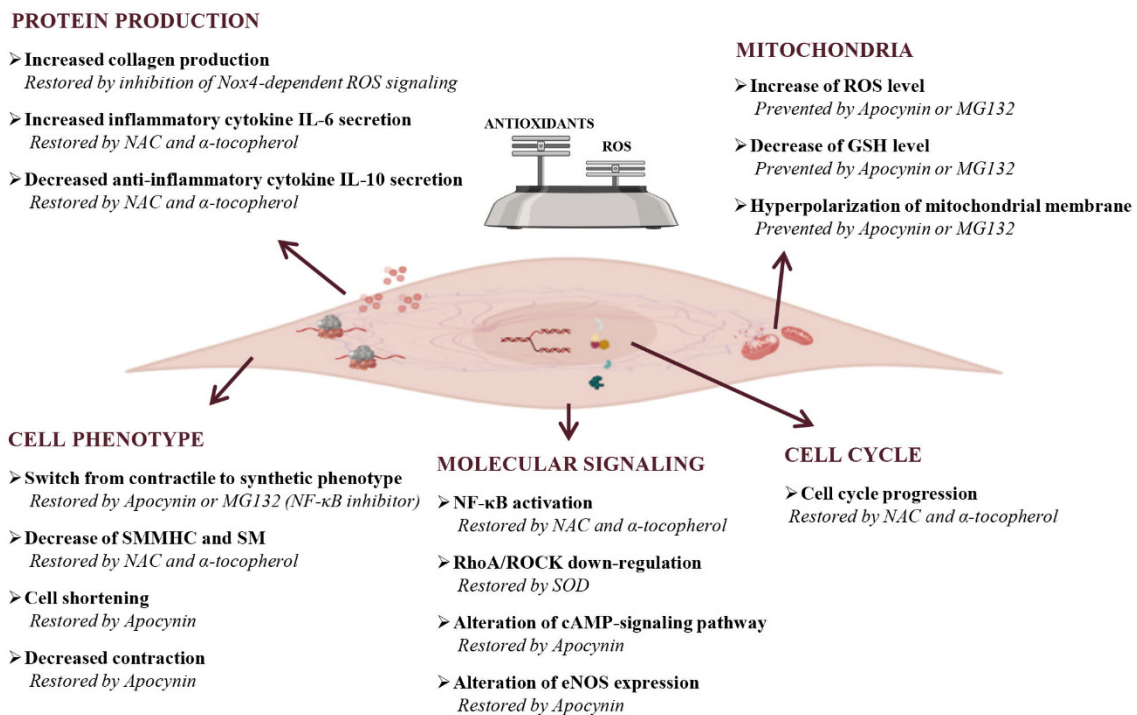 PROTEIN PRODUCTION
➢ Increased collagen production
Restored by inhibition of Nox4-dependent ROS signaling
➢ Increased inflammatory cytokine IL-6 secretion
Restored by NAC and α-tocopherol
➢ Decreased anti-inflammatory cytokine IL-10 secretion
Restored by NAC and α-tocopherol
ANTIOXIDANTS
ROS
MITOCHONDRIA
➢ Increase of ROS level
Prevented by Apocynin or MG132
➢ Decrease of GSH level
Prevented by Apocynin or MG132
➢ Hyperpolarization of mitochondrial membrane
Prevented by Apocynin or MG132
CELL PHENOTYPE
➢ Switch from contractile to synthetic phenotype
Restored by Apocynin or MG132 (NF-κB inhibitor)
➢ Decrease of SMMHC and SM
Restored by NAC and α-tocopherol
➢ Cell shortening
Restored by Apocynin
➢ Decreased contraction
Restored by Apocynin
MOLECULAR SIGNALING
➢ NF-κB activation
Restored by NAC and α-tocopherol
➢ RhoA/ROCK down-regulation
Restored by SOD
➢ Alteration of cAMP-signaling pathway
Restored by Apocynin
➢ Alteration of eNOS expression
Restored by Apocynin
CELL CYCLE
➢ Cell cycle progression
Restored by NAC and α-tocopherol